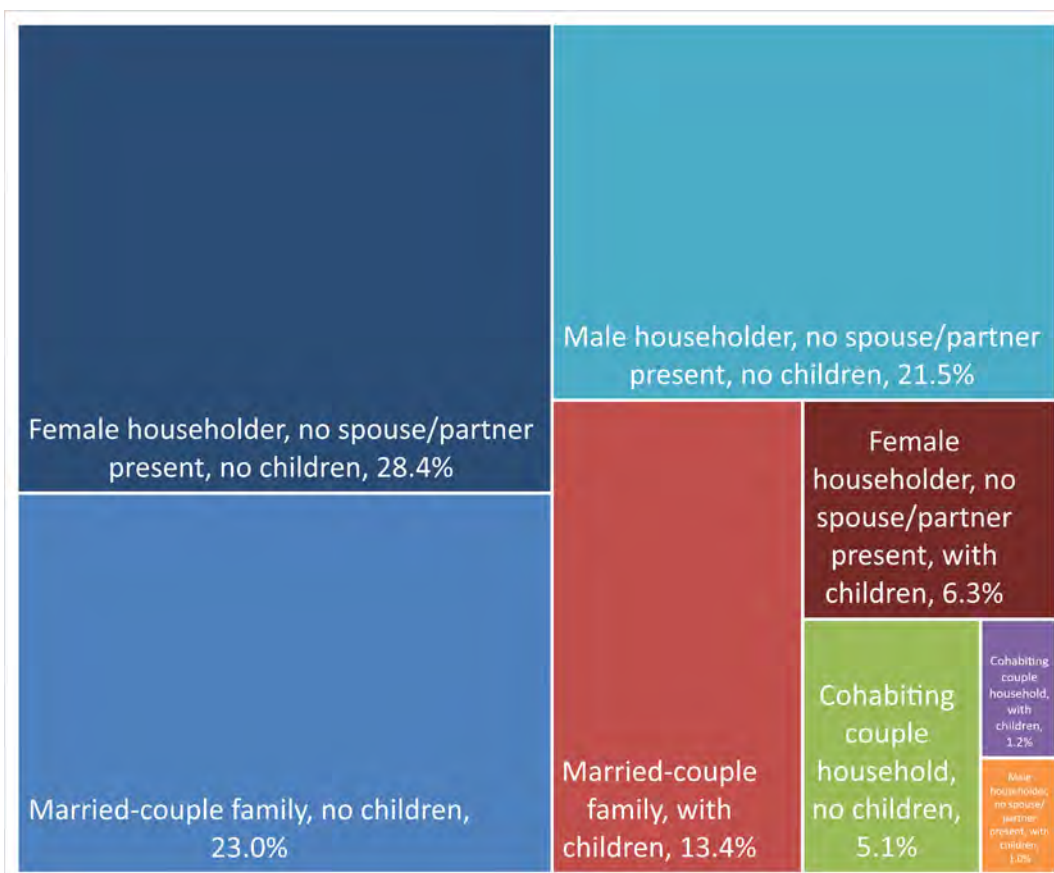 Female householder, no spouse/partner
present, no children, 28.4%
Male householder, no spouse/partner
present, no children, 21.5%
Married-couple family, no children,
23.0%
Married-couple
family, with
children, 13.4%
Female
householder, no
spouse/partner
present, with
children, 6.3%
Cohabiting
couple
household,
no children,
5.1%
Cohabiting
couple
household,
with
children,
1.2%
Male
householder,
no spouse/
partner
present, with
children,
1.0%